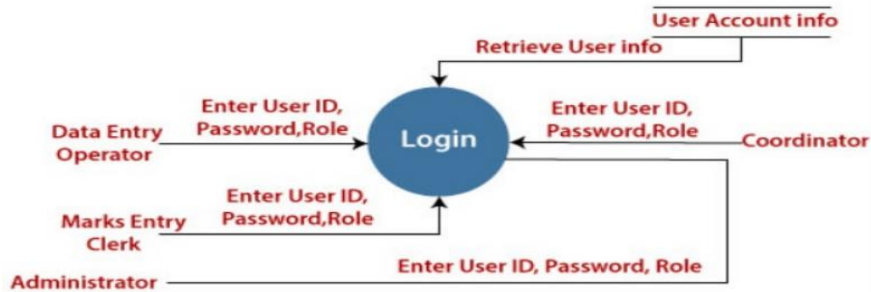 User Account info
Retrieve User info
Enter User ID,
Password,Role
Data Entry
Operator
Login
Enter User ID,
Password,Role
Coordinator
Enter User ID,
Password,Role
Marks Entry
Clerk
Enter User ID, Password, Role
Administrator